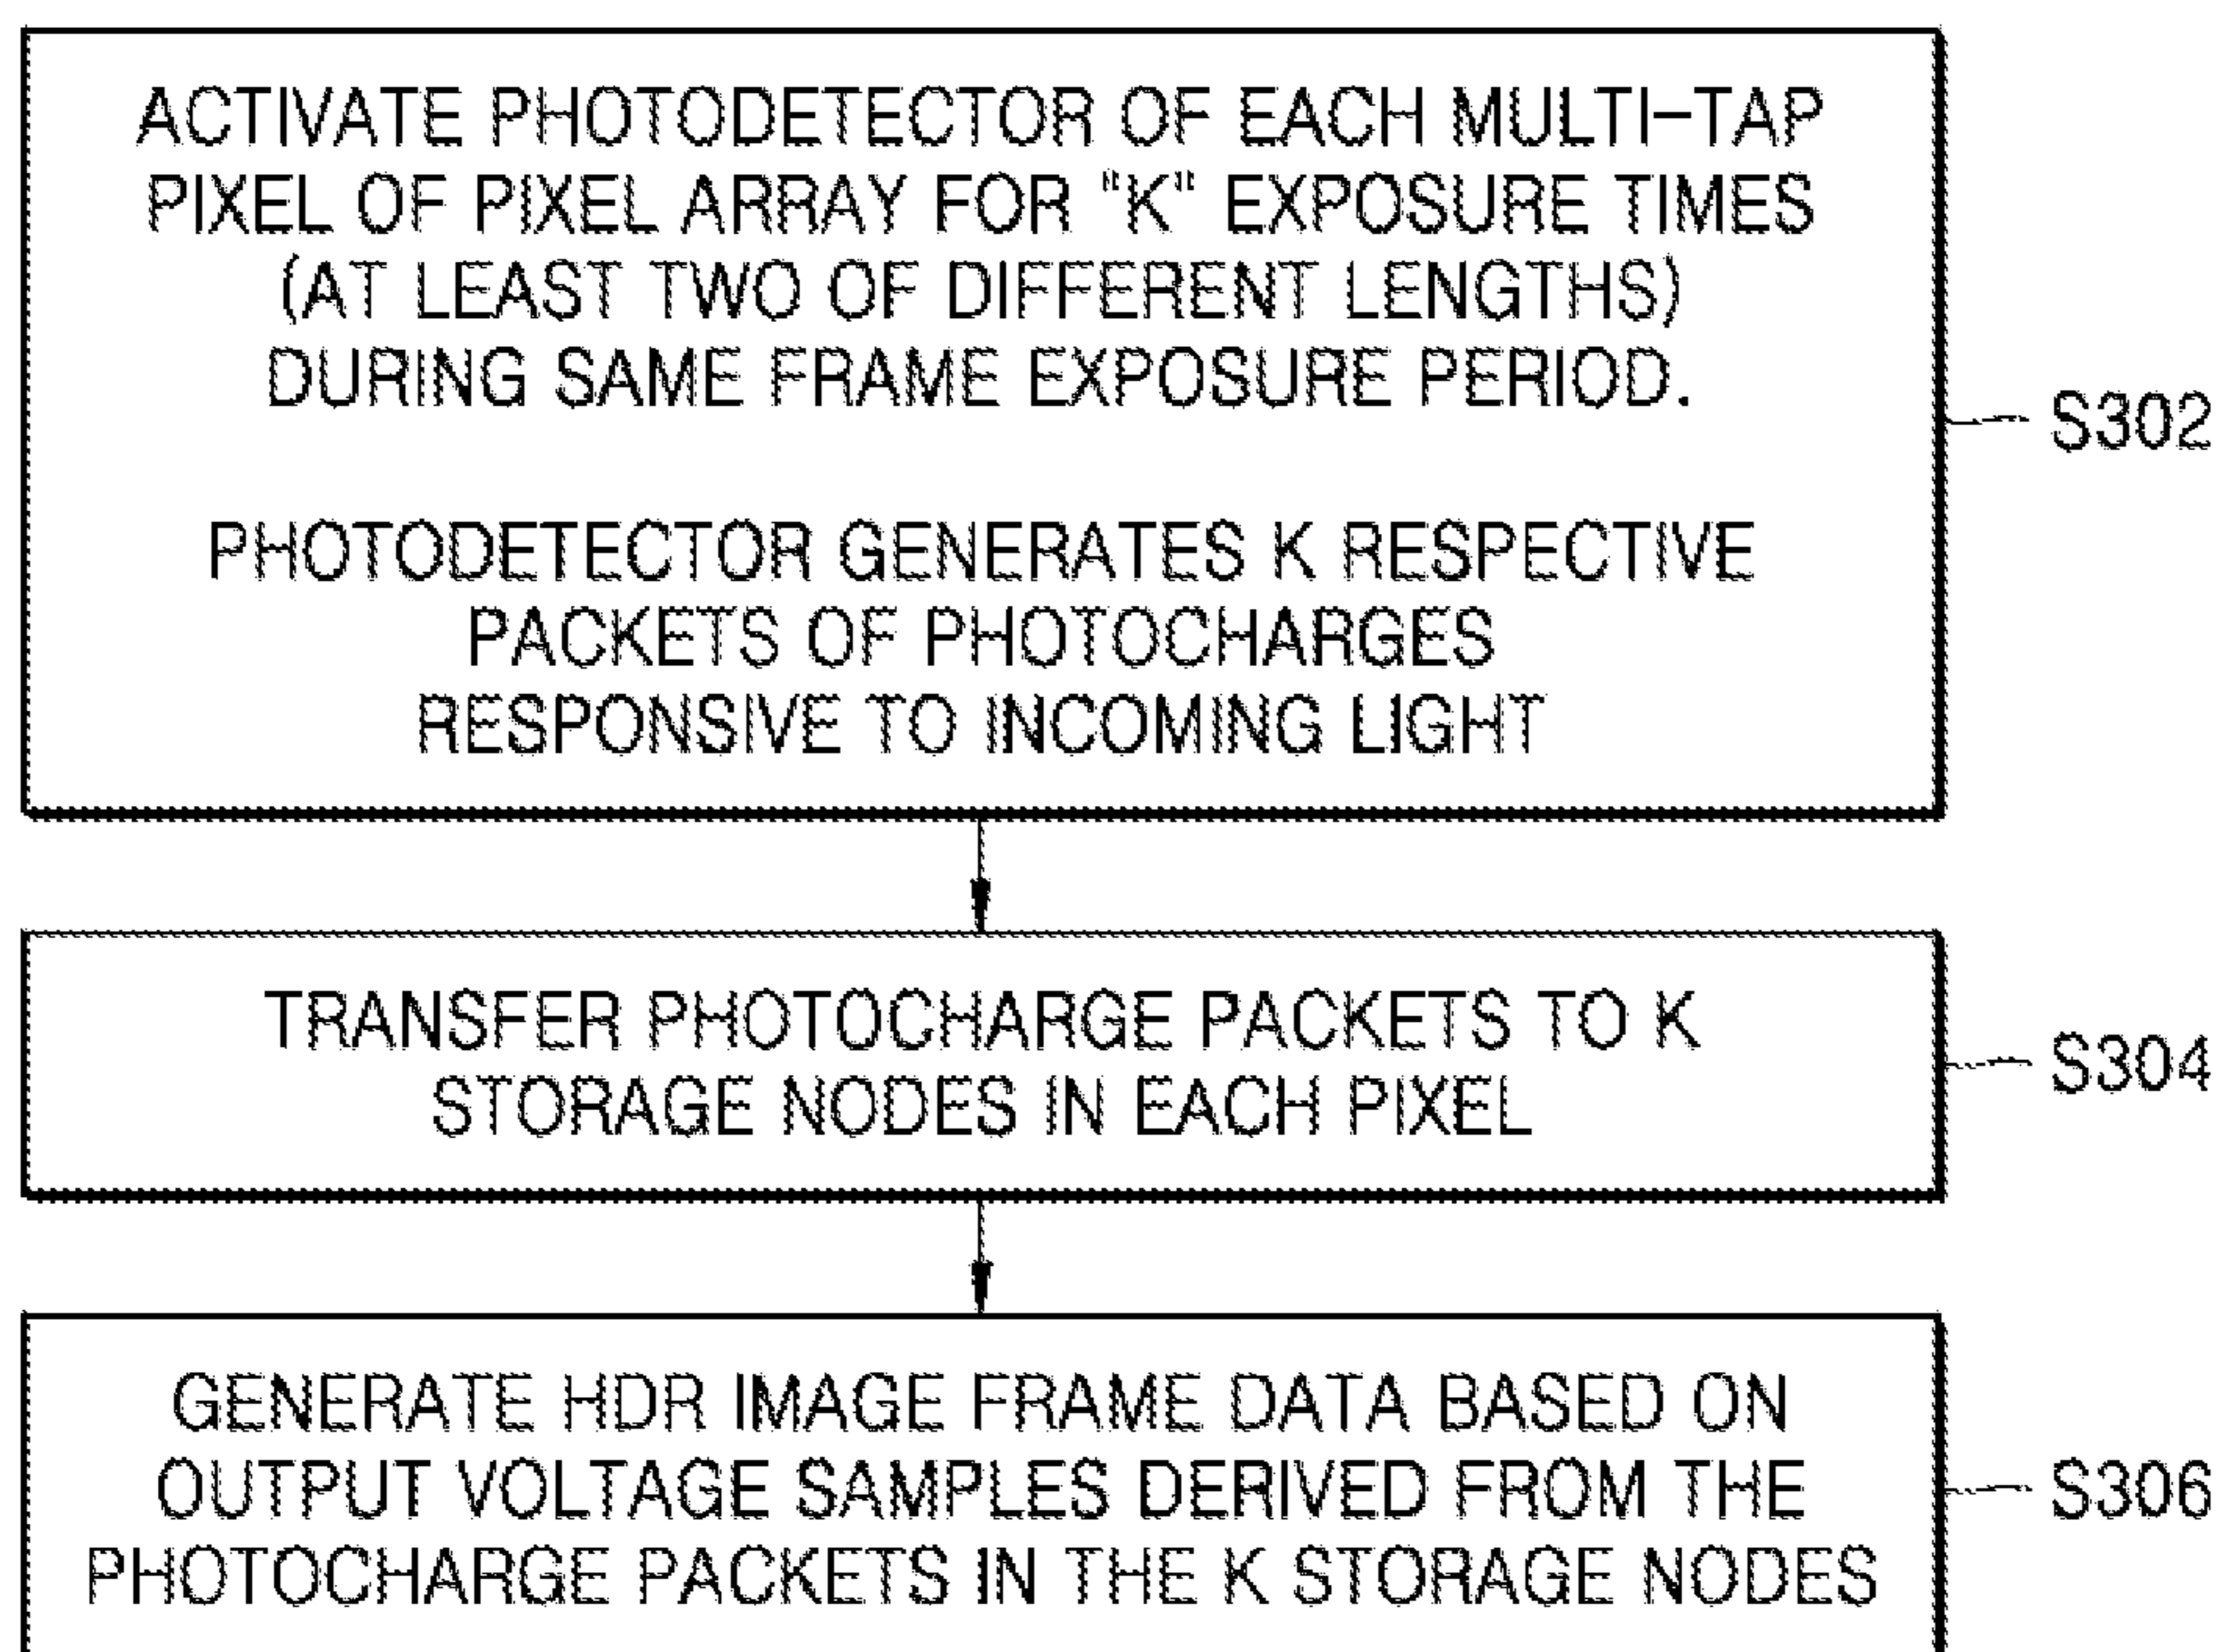 ACTIVATE PHOTODETECTOR OF EACH MULTI-TAP
PIXEL OF PIXEL ARRAY FOR "K" EXPOSURE TIMES
(AT LEAST TWO OF DIFFERENT LENGTHS)
DURING SAME FRAME EXPOSURE PERIOD.
S302
PHOTODETECTOR GENERATES K RESPECTIVE
PACKETS OF PHOTOCHARGES
RESPONSIVE TO INCOMING LIGHT
TRANSFER PHOTOCHARGE PACKETS TO K
STORAGE NODES IN EACH PIXEL
S304
GENERATE HDR IMAGE FRAME DATA BASED ON
OUTPUT VOLTAGE SAMPLES DERIVED FROM THE
PHOTOCHARGE PACKETS IN THE K STORAGE NODES
S306